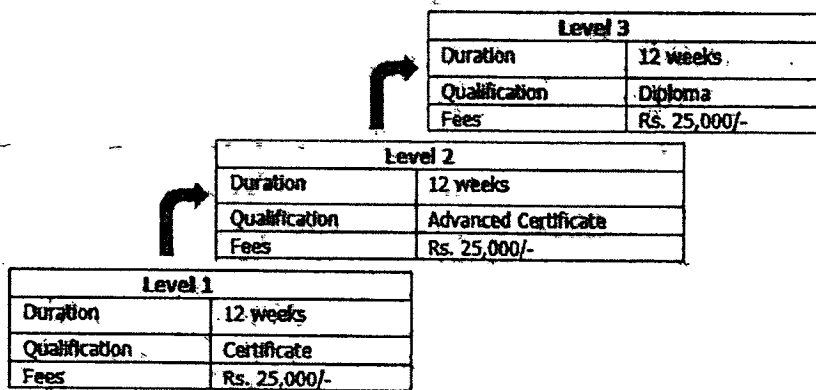 Level 3
Duration 12 weeks
Qualification Diploma
Fees Rs. 25,000/-
Level 2
Duration 12 weeks
Qualification Advanced Certificate
Fees Rs. 25,000/-
Level 1
Duration 12 weeks
Qualification Certificate
Fees Rs. 25,000/-